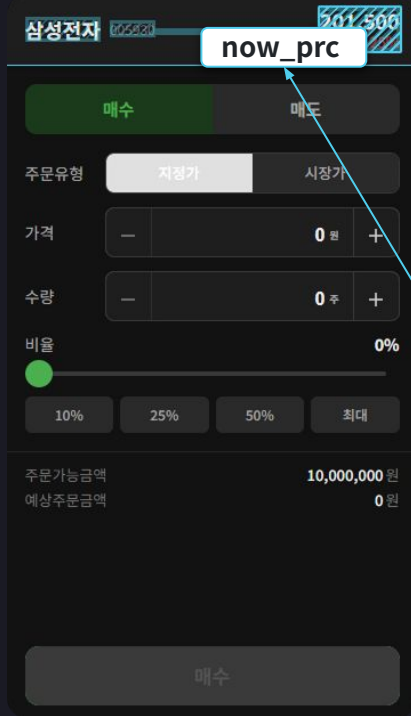 삼성전자 005930 201,500
now_prc
매수 매도
주문유형 지정가 시장가
가격 − 0 원 +
수량 − 0 주 +
비율 0%
10% 25% 50% 최대
주문가능금액 10,000,000 원
예상주문금액 0 원
매수